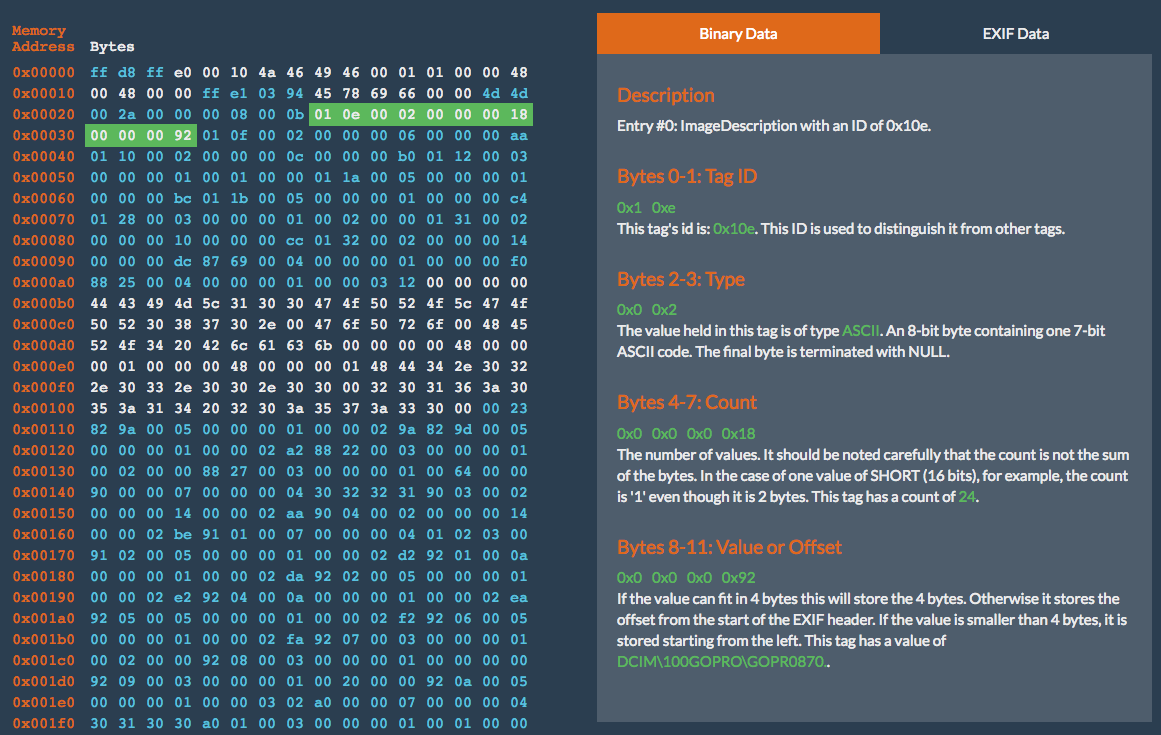 Memory
Address Bytes
0x00000 ff d8 ff e0 00 10 4a 46 49 46 00 01 01 00 00 48
0x00010 00 48 00 00 ff e1 03 94 45 78 69 66 00 00 4d 4d
0x00020 00 2a 00 00 00 08 00 0b 01 0e 00 02 00 00 00 18
0x00030 00 00 00 92 01 0f 00 02 00 00 00 06 00 00 00 aa
0x00040 01 10 00 02 00 00 00 0c 00 00 00 b0 01 12 00 03
0x00050 00 00 00 01 00 01 00 00 01 1a 00 05 00 00 00 01
0x00060 00 00 00 bc 01 1b 00 05 00 00 00 01 00 00 00 c4
0x00070 01 28 00 03 00 00 00 01 00 02 00 00 01 31 00 02
0x00080 00 00 00 10 00 00 00 cc 01 32 00 02 00 00 00 14
0x00090 00 00 00 dc 87 69 00 04 00 00 00 01 00 00 00 f0
0x000a0 88 25 00 04 00 00 00 01 00 00 03 12 00 00 00 00
0x000b0 44 43 49 4d 5c 31 30 30 47 4f 50 52 4f 5c 47 4f
0x000c0 50 52 30 38 37 30 2e 00 47 6f 50 72 6f 00 48 45
0x000d0 52 4f 34 20 42 6c 61 63 6b 00 00 00 00 48 00 00
0x000e0 00 01 00 00 00 48 00 00 00 01 48 44 34 2e 30 32
0x000f0 2e 30 33 2e 30 30 2e 30 30 00 32 30 31 36 3a 30
0x00100 35 3a 31 34 20 32 30 3a 35 37 3a 33 30 00 00 23
0x00110 82 9a 00 05 00 00 00 01 00 00 02 9a 82 9d 00 05
0x00120 00 00 00 01 00 00 02 a2 88 22 00 03 00 00 00 01
0x00130 00 02 00 00 88 27 00 03 00 00 00 01 00 64 00 00
0x00140 90 00 00 07 00 00 00 04 30 32 32 31 90 03 00 02
0x00150 00 00 00 14 00 00 02 aa 90 04 00 02 00 00 00 14
0x00160 00 00 02 be 91 01 00 07 00 00 00 04 01 02 03 00
0x00170 91 02 00 05 00 00 00 01 00 00 02 d2 92 01 00 0a
0x00180 00 00 00 01 00 00 02 da 92 02 00 05 00 00 00 01
0x00190 00 00 02 e2 92 04 00 0a 00 00 00 01 00 00 02 ea
0x001a0 92 05 00 05 00 00 00 01 00 00 02 f2 92 06 00 05
0x001b0 00 00 00 01 00 00 02 fa 92 07 00 03 00 00 00 01
0x001c0 00 02 00 00 92 08 00 03 00 00 00 01 00 00 00 00
0x001d0 92 09 00 03 00 00 00 01 00 20 00 00 92 0a 00 05
0x001e0 00 00 00 01 00 00 03 02 a0 00 00 07 00 00 00 04
0x001f0 30 31 30 30 a0 01 00 03 00 00 00 01 00 01 00 00
Binary Data
EXIF Data
Description
Entry #0: ImageDescription with an ID of 0x10e.
Bytes 0-1: Tag ID
0x1 0xe
This tag's id is: 0x10e. This ID is used to distinguish it from other tags.
Bytes 2-3: Type
0x0 0x2
The value held in this tag is of type ASCII. An 8-bit byte containing one 7-bit
ASCII code. The final byte is terminated with NULL.
Bytes 4-7: Count
0x0 0x0 0x0 0x18
The number of values. It should be noted carefully that the count is not the sum
of the bytes. In the case of one value of SHORT (16 bits), for example, the count
is '1' even though it is 2 bytes. This tag has a count of 24.
Bytes 8-11: Value or Offset
0x0 0x0 0x0 0x92
If the value can fit in 4 bytes this will store the 4 bytes. Otherwise it stores the
offset from the start of the EXIF header. If the value is smaller than 4 bytes, it is
stored starting from the left. This tag has a value of
DCIM\100GOPRO\GOPR0870..